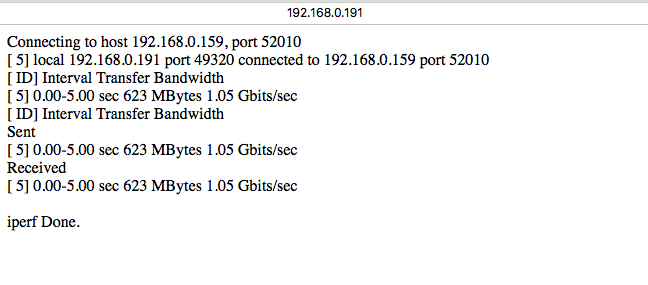 192.168.0.191
Connecting to host 192.168.0.159, port 52010
[ 5] local 192.168.0.191 port 49320 connected to 192.168.0.159 port 52010
[ ID] Interval Transfer Bandwidth
[ 5] 0.00-5.00 sec 623 MBytes 1.05 Gbits/sec
[ ID] Interval Transfer Bandwidth
Sent
[ 5] 0.00-5.00 sec 623 MBytes 1.05 Gbits/sec
Received
[ 5] 0.00-5.00 sec 623 MBytes 1.05 Gbits/sec
iperf Done.